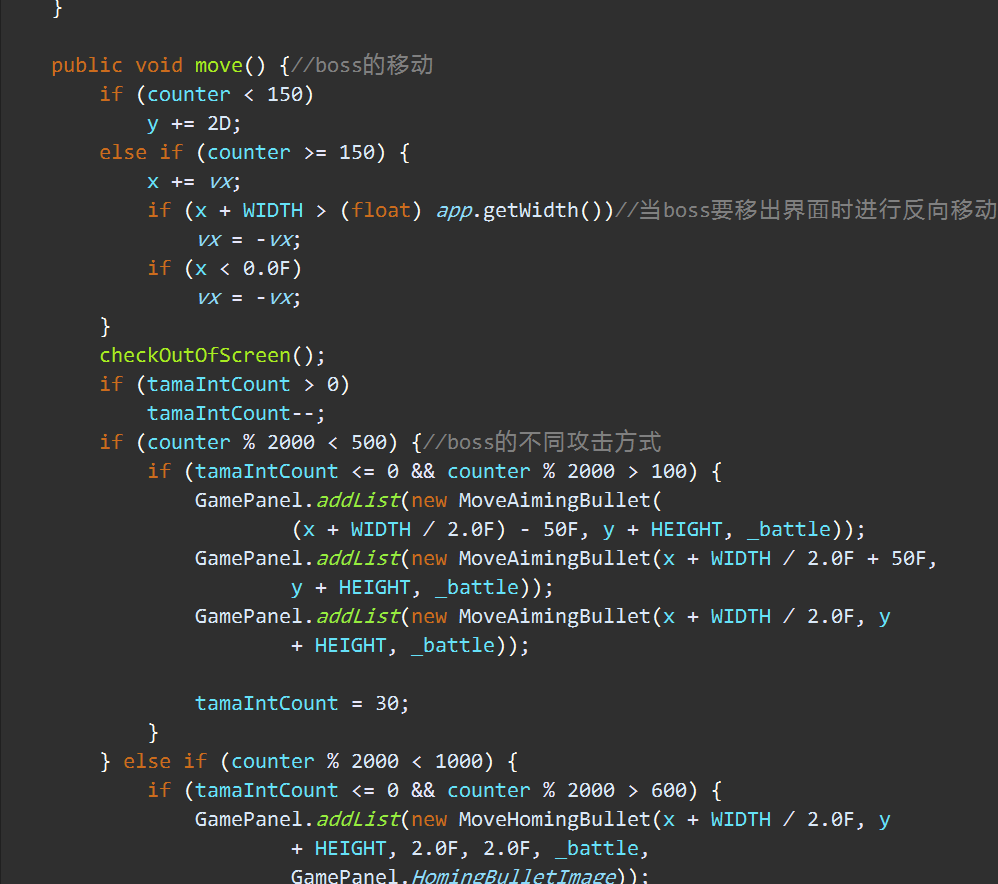 }
public void move() {//boss的移动
if (counter < 150)
y += 2D;
else if (counter >= 150) {
x += vx;
if (x + WIDTH > (float) app.getWidth())//当boss要移出界面时进行反向移动
vx = -vx;
if (x < 0.0F)
vx = -vx;
}
checkOutOfScreen();
if (tamaIntCount > 0)
tamaIntCount--;
if (counter % 2000 < 500) {//boss的不同攻击方式
if (tamaIntCount <= 0 && counter % 2000 > 100) {
GamePanel.addList(new MoveAimingBullet(
(x + WIDTH / 2.0F) - 50F, y + HEIGHT, _battle));
GamePanel.addList(new MoveAimingBullet(x + WIDTH / 2.0F + 50F,
y + HEIGHT, _battle));
GamePanel.addList(new MoveAimingBullet(x + WIDTH / 2.0F, y
+ HEIGHT, _battle));
tamaIntCount = 30;
}
} else if (counter % 2000 < 1000) {
if (tamaIntCount <= 0 && counter % 2000 > 600) {
GamePanel.addList(new MoveHomingBullet(x + WIDTH / 2.0F, y
+ HEIGHT, 2.0F, 2.0F, _battle,
GamePanel.HomingBulletImage));